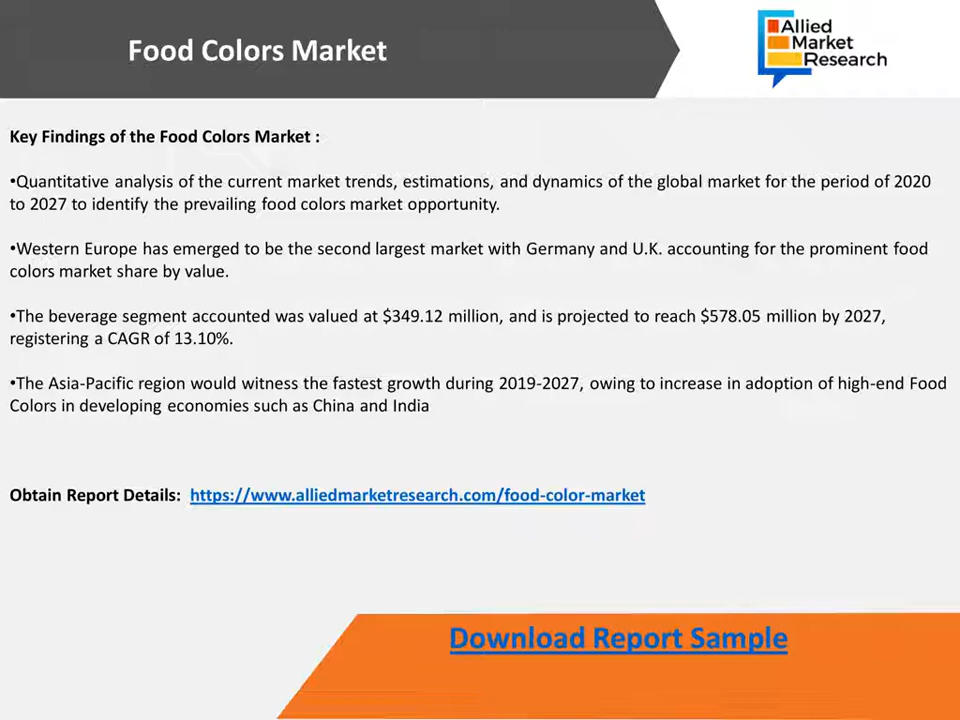 Food Colors Market
Allied
Market
Research
Key Findings of the Food Colors Market :
•Quantitative analysis of the current market trends, estimations, and dynamics of the global market for the period of 2020
to 2027 to identify the prevailing food colors market opportunity.
•Western Europe has emerged to be the second largest market with Germany and U.K. accounting for the prominent food
colors market share by value.
•The beverage segment accounted was valued at $349.12 million, and is projected to reach $578.05 million by 2027,
registering a CAGR of 13.10%.
•The Asia-Pacific region would witness the fastest growth during 2019-2027, owing to increase in adoption of high-end Food
Colors in developing economies such as China and India
Obtain Report Details: https://www.alliedmarketresearch.com/food-color-market
Download Report Sample